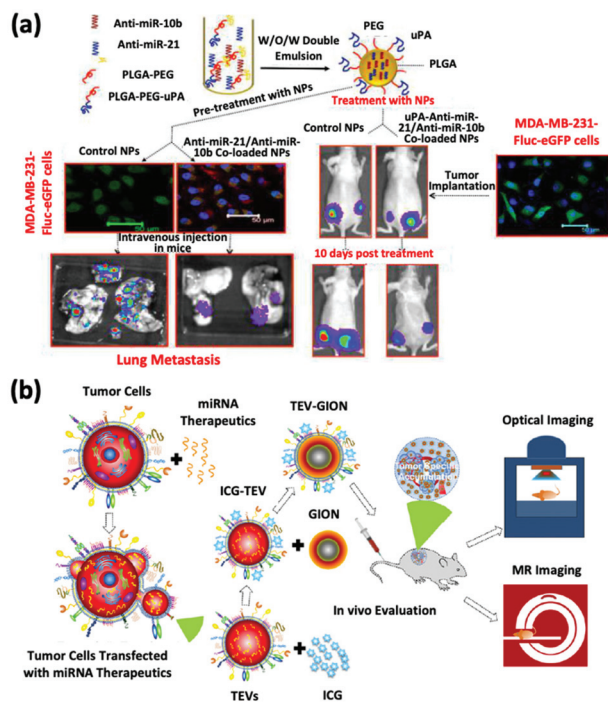 (a)
Anti-miR-10b
Anti-miR-21
PLGA-PEG
PLGA-PEG-uPA
W/O/W Double
Emulsion
PEG
uPA
PLGA
Pre-treatment with NPs
Treatment with NPs
Control NPs
Anti-miR-21/Anti-miR-
10b Co-loaded NPs
Control NPs
uPA-Anti-miR-
21/Anti-miR-10b
Co-loaded NPs
MDA-MB-231-
Fluc-eGFP cells
MDA-MB-231-
Fluc-eGFP cells
50 µm
50 µm
50 µm
Tumor
Implantation
Intravenous injection
in mice
10 days post treatment
Lung Metastasis
(b)
Tumor Cells
miRNA
Therapeutics
TEV-GION
Tumor Specific
Accumulation
Optical Imaging
ICG-TEV
GION
MR Imaging
In vivo Evaluation
Tumor Cells Transfected
with miRNA Therapeutics
TEVs
ICG